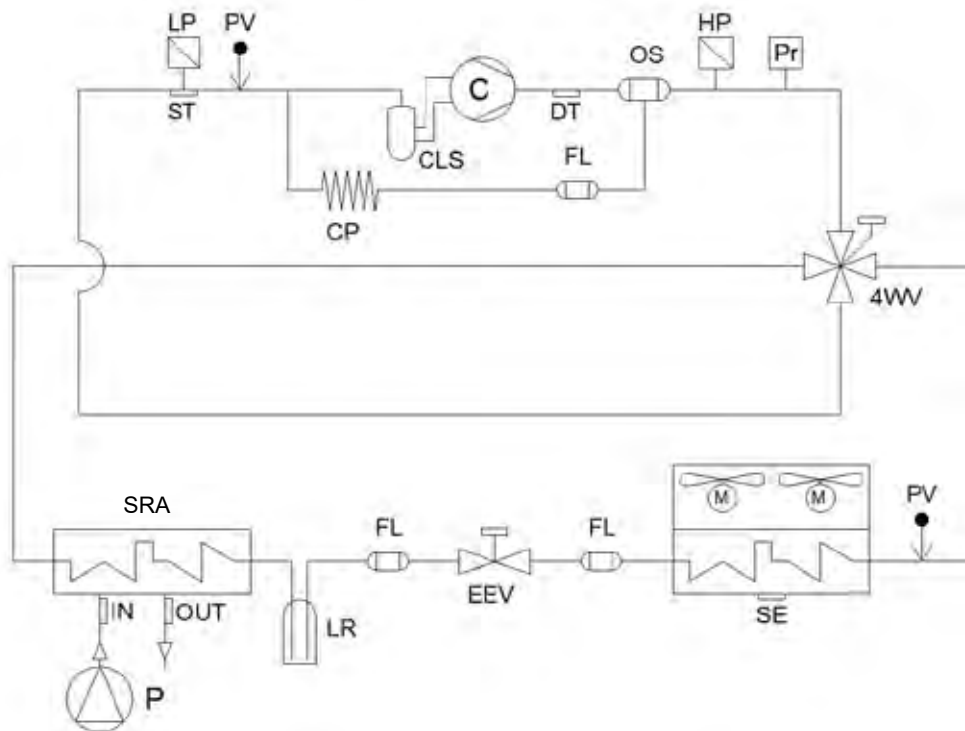 LP PV HP Pr
OS
C
ST DT
CLS FL
CP
4WV
SRA
M M
PV
FL FL
EEV
IN OUT LR SE
P